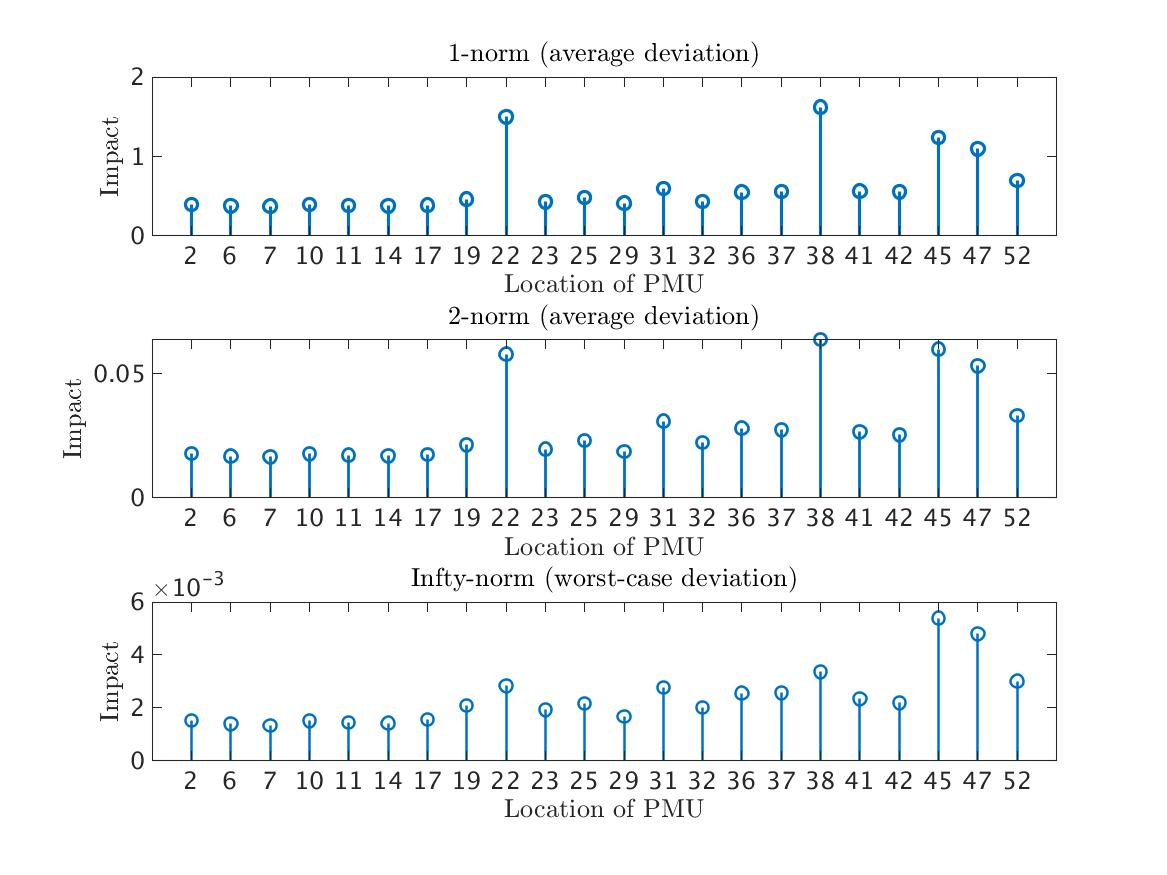 1-norm (average deviation)
2
1
0
Impact
2 6 7 10 11 14 17 19 22 23 25 29 31 32 36 37 38 41 42 45 47 52
Location of PMU
2-norm (average deviation)
0.05
0
Impact
2 6 7 10 11 14 17 19 22 23 25 29 31 32 36 37 38 41 42 45 47 52
Location of PMU
Infty-norm (worst-case deviation)
×10⁻³
6
4
2
0
Impact
2 6 7 10 11 14 17 19 22 23 25 29 31 32 36 37 38 41 42 45 47 52
Location of PMU